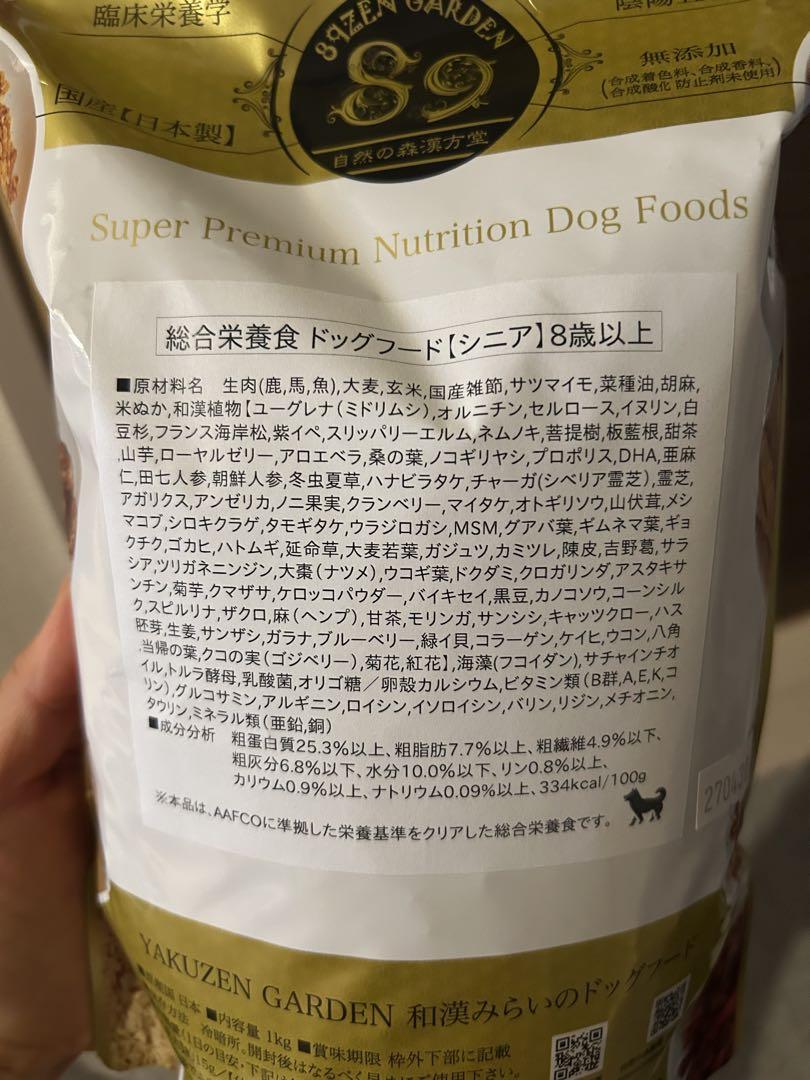 臨床栄養学
89ZEN GARDEN
89
自然の森漢方堂
国産【日本製】
無添加
(合成着色料、合成香料、
合成酸化防止剤未使用)
Super Premium Nutrition Dog Foods
総合栄養食 ドッグフード【シニア】8歳以上
■原材料名 生肉(鹿,馬,魚),大麦,玄米,国産雑節,サツマイモ,菜種油,胡麻,
米ぬか,和漢植物【ユーグレナ(ミドリムシ),オルニチン,セルロース,イヌリン,白
豆杉,フランス海岸松,紫イペ,スリッパリーエルム,ネムノキ,菩提樹,板藍根,甜茶
,山芋,ローヤルゼリー,アロエベラ,桑の葉,ノコギリヤシ,プロポリス,DHA,亜麻
仁,田七人参,朝鮮人参,冬虫夏草,ハナビラタケ,チャーガ(シベリア霊芝),霊芝,
アガリクス,アンゼリカ,ノニ果実,クランベリー,マイタケ,オトギリソウ,山伏茸,メシ
マコブ,シロキクラゲ,タモギタケ,ウラジロガシ,MSM,グアバ葉,ギムネマ葉,ギョ
クチク,ゴカヒ,ハトムギ,延命草,大麦若葉,ガジュツ,カミツレ,陳皮,吉野葛,サラ
シア,ツリガネニンジン,大棗(ナツメ),ウコギ葉,ドクダミ,クロガリンダ,アスタキサ
ンチン,菊芋,クマザサ,ケロッコパウダー,バイキセイ,黒豆,カノコソウ,コーンシル
ク,スピルリナ,ザクロ,麻(ヘンプ),甘茶,モリンガ,サンシシ,キャッツクロー,ハス
胚芽,生姜,サンザシ,ガラナ,ブルーベリー,緑イ貝,コラーゲン,ケイヒ,ウコン,八角
,当帰の葉,クコの実(ゴジベリー),菊花,紅花】,海藻(フコイダン),サチャインチオ
イル,トルラ酵母,乳酸菌,オリゴ糖/卵殻カルシウム,ビタミン類(B群,A,E,K,コ
リン),グルコサミン,アルギニン,ロイシン,イソロイシン,バリン,リジン,メチオニン,
タウリン,ミネラル類(亜鉛,銅)
■成分分析 粗蛋白質25.3%以上、粗脂肪7.7%以上、粗繊維4.9%以下、
粗灰分6.8%以下、水分10.0%以下、リン0.8%以上、
カリウム0.9%以上、ナトリウム0.09%以上、334kcal/100g
※本品は、AAFCOに準拠した栄養基準をクリアした総合栄養食です。
YAKUZEN GARDEN 和漢みらいのドッグフード
日本 ■内容量 1kg ■賞味期限 枠外下部に記載
冷暗所。開封後はなるべく早めにご使用下さい。